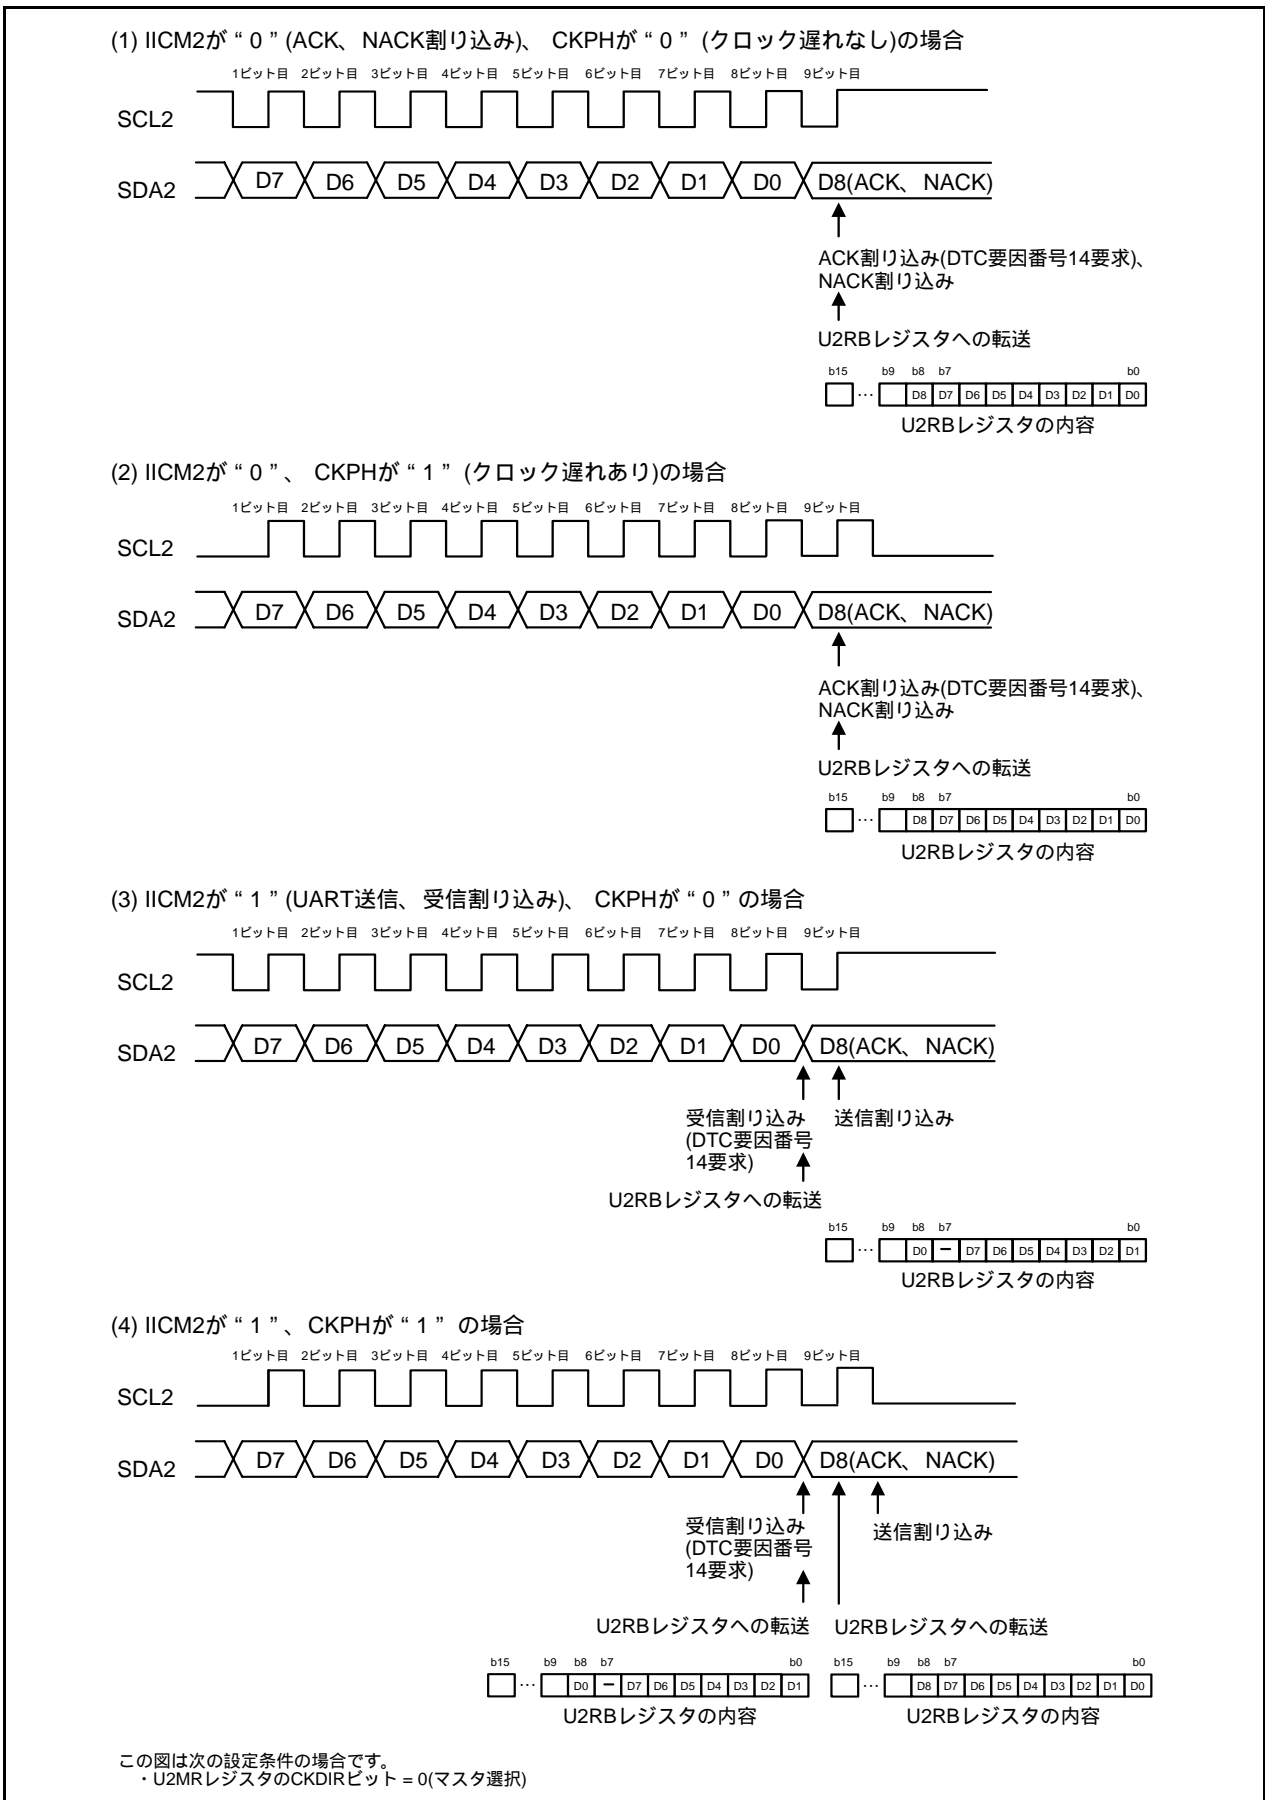 (1) IICM2が“0”(ACK、NACK割り込み)、 CKPHが“0” (クロック遅れなし)の場合
1ビット目 2ビット目 3ビット目 4ビット目 5ビット目 6ビット目 7ビット目 8ビット目 9ビット目
SCL2
SDA2 D7 D6 D5 D4 D3 D2 D1 D0 D8(ACK、 NACK)
ACK割り込み(DTC要因番号14要求)、
NACK割り込み
U2RBレジスタへの転送
b15 b9 b8 b7 b0
… D8 D7 D6 D5 D4 D3 D2 D1 D0
U2RBレジスタの内容
(2) IICM2が“0”、 CKPHが“1” (クロック遅れあり)の場合
1ビット目 2ビット目 3ビット目 4ビット目 5ビット目 6ビット目 7ビット目 8ビット目 9ビット目
SCL2
SDA2 D7 D6 D5 D4 D3 D2 D1 D0 D8(ACK、 NACK)
ACK割り込み(DTC要因番号14要求)、
NACK割り込み
U2RBレジスタへの転送
b15 b9 b8 b7 b0
… D8 D7 D6 D5 D4 D3 D2 D1 D0
U2RBレジスタの内容
(3) IICM2が“1”(UART送信、受信割り込み)、 CKPHが“0”の場合
1ビット目 2ビット目 3ビット目 4ビット目 5ビット目 6ビット目 7ビット目 8ビット目 9ビット目
SCL2
SDA2 D7 D6 D5 D4 D3 D2 D1 D0 D8(ACK、 NACK)
受信割り込み 送信割り込み
(DTC要因番号
14要求)
U2RBレジスタへの転送
b15 b9 b8 b7 b0
… D0 – D7 D6 D5 D4 D3 D2 D1
U2RBレジスタの内容
(4) IICM2が“1”、CKPHが“1” の場合
1ビット目 2ビット目 3ビット目 4ビット目 5ビット目 6ビット目 7ビット目 8ビット目 9ビット目
SCL2
SDA2 D7 D6 D5 D4 D3 D2 D1 D0 D8(ACK、 NACK)
受信割り込み 送信割り込み
(DTC要因番号
14要求)
U2RBレジスタへの転送 U2RBレジスタへの転送
b15 b9 b8 b7 b0 b15 b9 b8 b7 b0
… D0 – D7 D6 D5 D4 D3 D2 D1 … D8 D7 D6 D5 D4 D3 D2 D1 D0
U2RBレジスタの内容 U2RBレジスタの内容
この図は次の設定条件の場合です。
・U2MRレジスタのCKDIRビット = 0(マスタ選択)